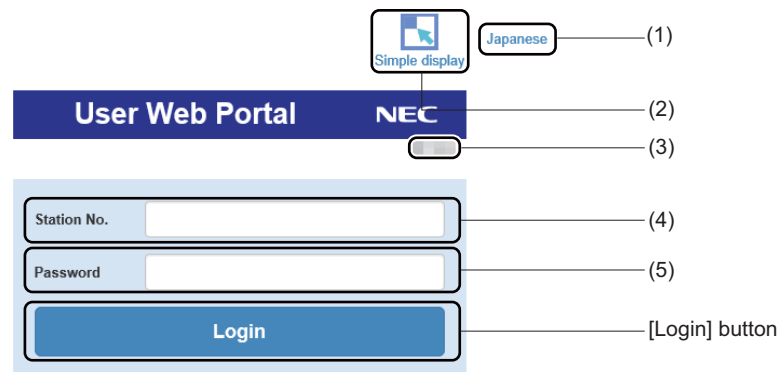 Simple display
Japanese
(1)
User Web Portal NEC
(2)
(3)
Station No.
(4)
Password
(5)
Login
[Login] button